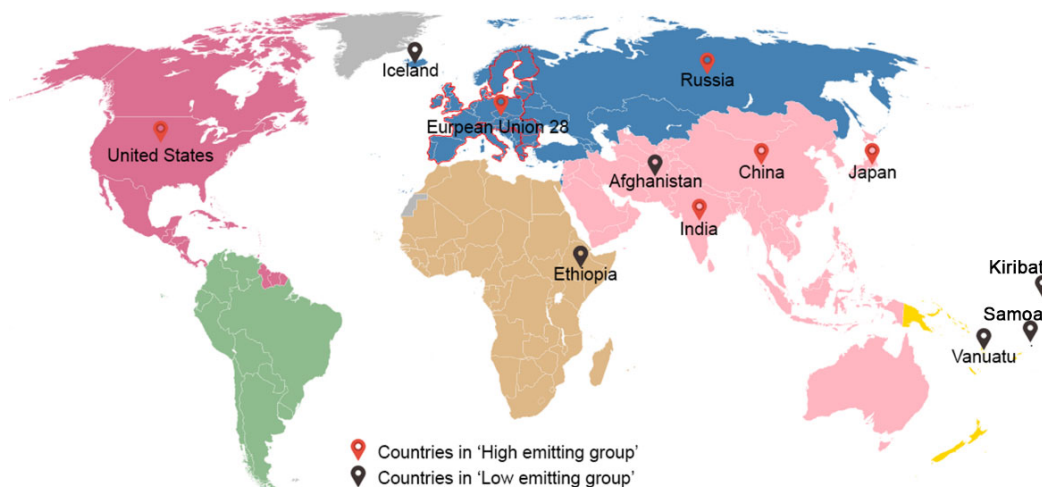 Iceland
Russia
Eurpean Union 28
United States
Afghanistan
China
Japan
India
Ethiopia
Kiribat
Samoa
Vanuatu
Countries in ‘High emitting group’
Countries in ‘Low emitting group’